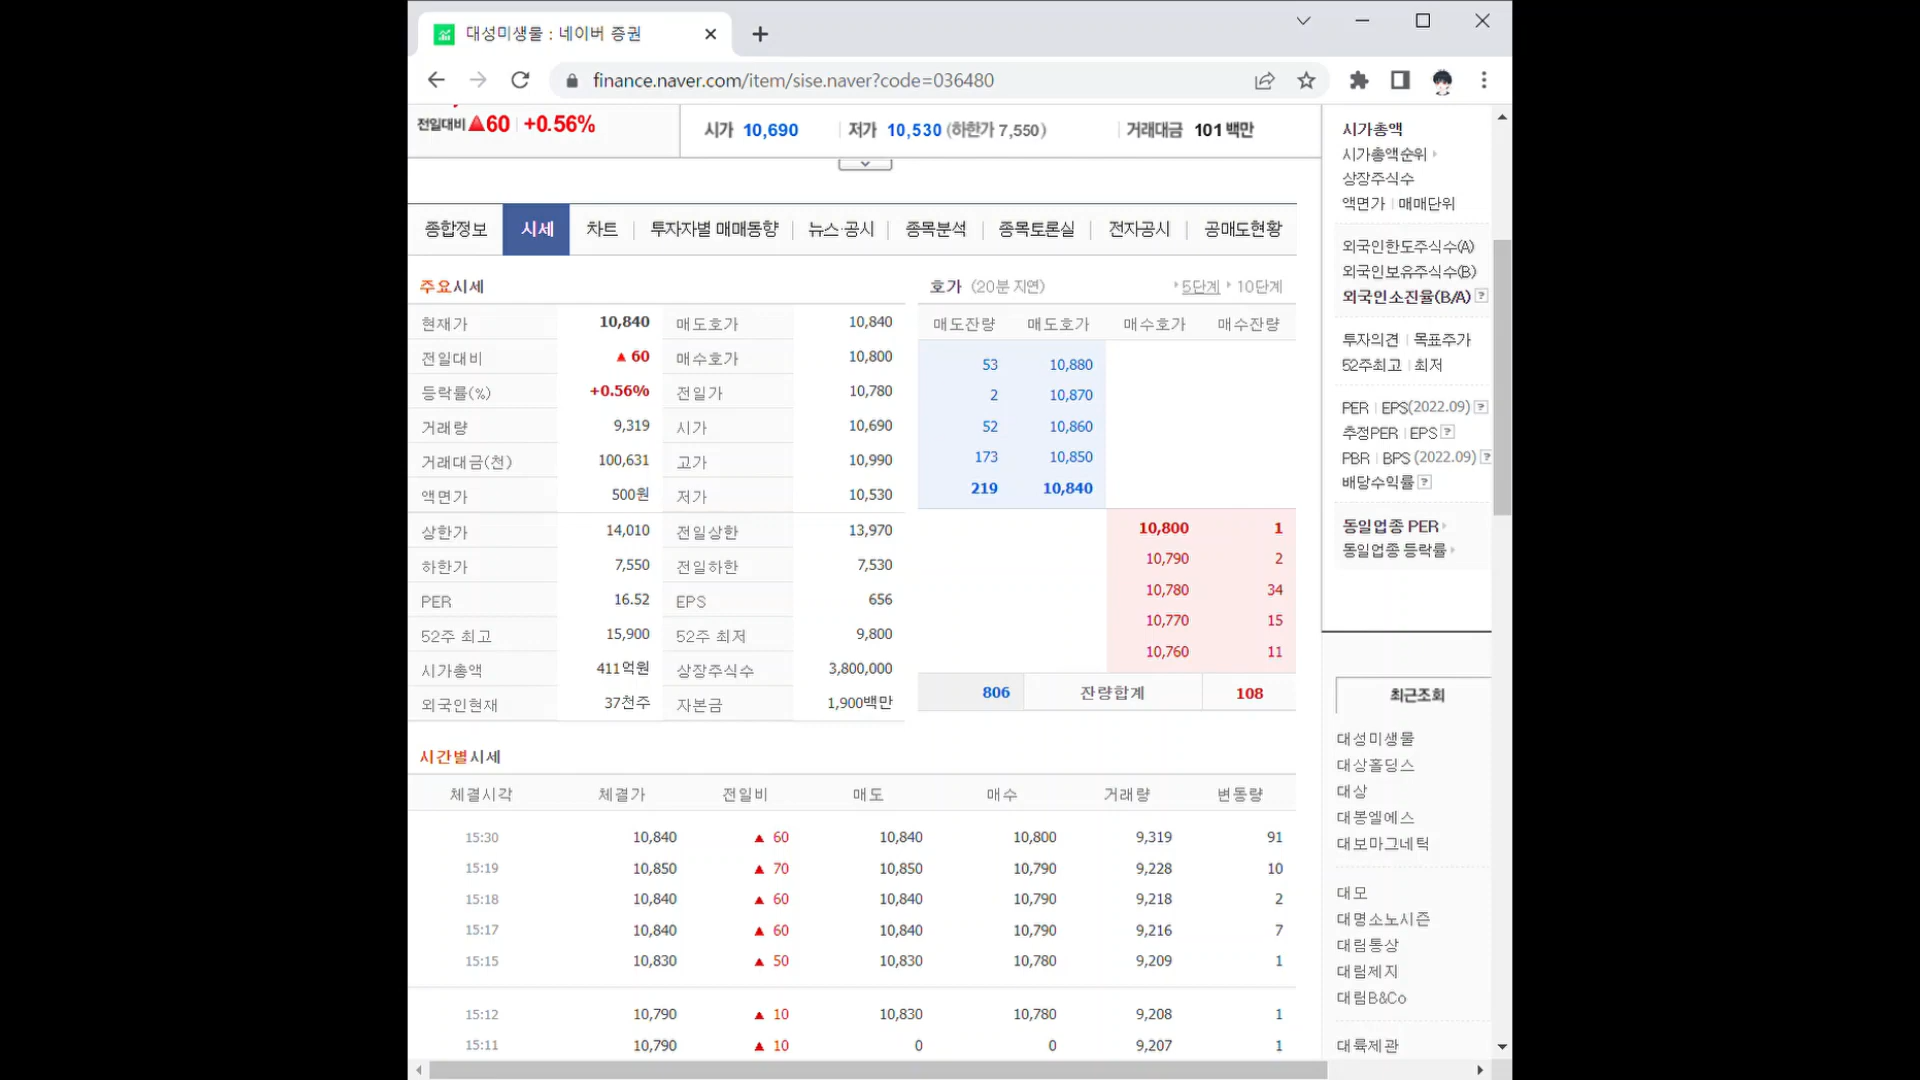 대성미생물 : 네이버 증권
finance.naver.com/item/sise.naver?code=036480
전일대비 ▲60 +0.56%
시가 10,690 저가 10,530 (하한가 7,550) 거래대금 101 백만
종합정보 시세 차트 투자자별 매매동향 뉴스·공시 종목분석 종목토론실 전자공시 공매도현황
주요시세
현재가 10,840 매도호가 10,840
전일대비 ▲ 60 매수호가 10,800
등락률(%) +0.56% 전일가 10,780
거래량 9,319 시가 10,690
거래대금(천) 100,631 고가 10,990
액면가 500원 저가 10,530
상한가 14,010 전일상한 13,970
하한가 7,550 전일하한 7,530
PER 16.52 EPS 656
52주 최고 15,900 52주 최저 9,800
시가총액 411억원 상장주식수 3,800,000
외국인현재 37천주 자본금 1,900백만
호가 (20분 지연) 5단계 10단계
매도잔량 매도호가 매수호가 매수잔량
53 10,880
2 10,870
52 10,860
173 10,850
219 10,840
10,800 1
10,790 2
10,780 34
10,770 15
10,760 11
806 잔량합계 108
시간별시세
체결시각 체결가 전일비 매도 매수 거래량 변동량
15:30 10,840 ▲ 60 10,840 10,800 9,319 91
15:19 10,850 ▲ 70 10,850 10,790 9,228 10
15:18 10,840 ▲ 60 10,840 10,790 9,218 2
15:17 10,840 ▲ 60 10,840 10,790 9,216 7
15:15 10,830 ▲ 50 10,830 10,780 9,209 1
15:12 10,790 ▲ 10 10,830 10,780 9,208 1
15:11 10,790 ▲ 10 0 0 9,207 1
시가총액
시가총액순위
상장주식수
액면가 매매단위
외국인한도주식수(A)
외국인보유주식수(B)
외국인소진율(B/A) ?
투자의견 목표주가
52주최고 최저
PER EPS(2022.09) ?
추정PER EPS ?
PBR BPS (2022.09) ?
배당수익률 ?
동일업종 PER
동일업종 등락률
최근조회
대성미생물
대상홀딩스
대상
대봉엘에스
대보마그네틱
대모
대명소노시즌
대림통상
대림제지
대림B&Co
대륙제관